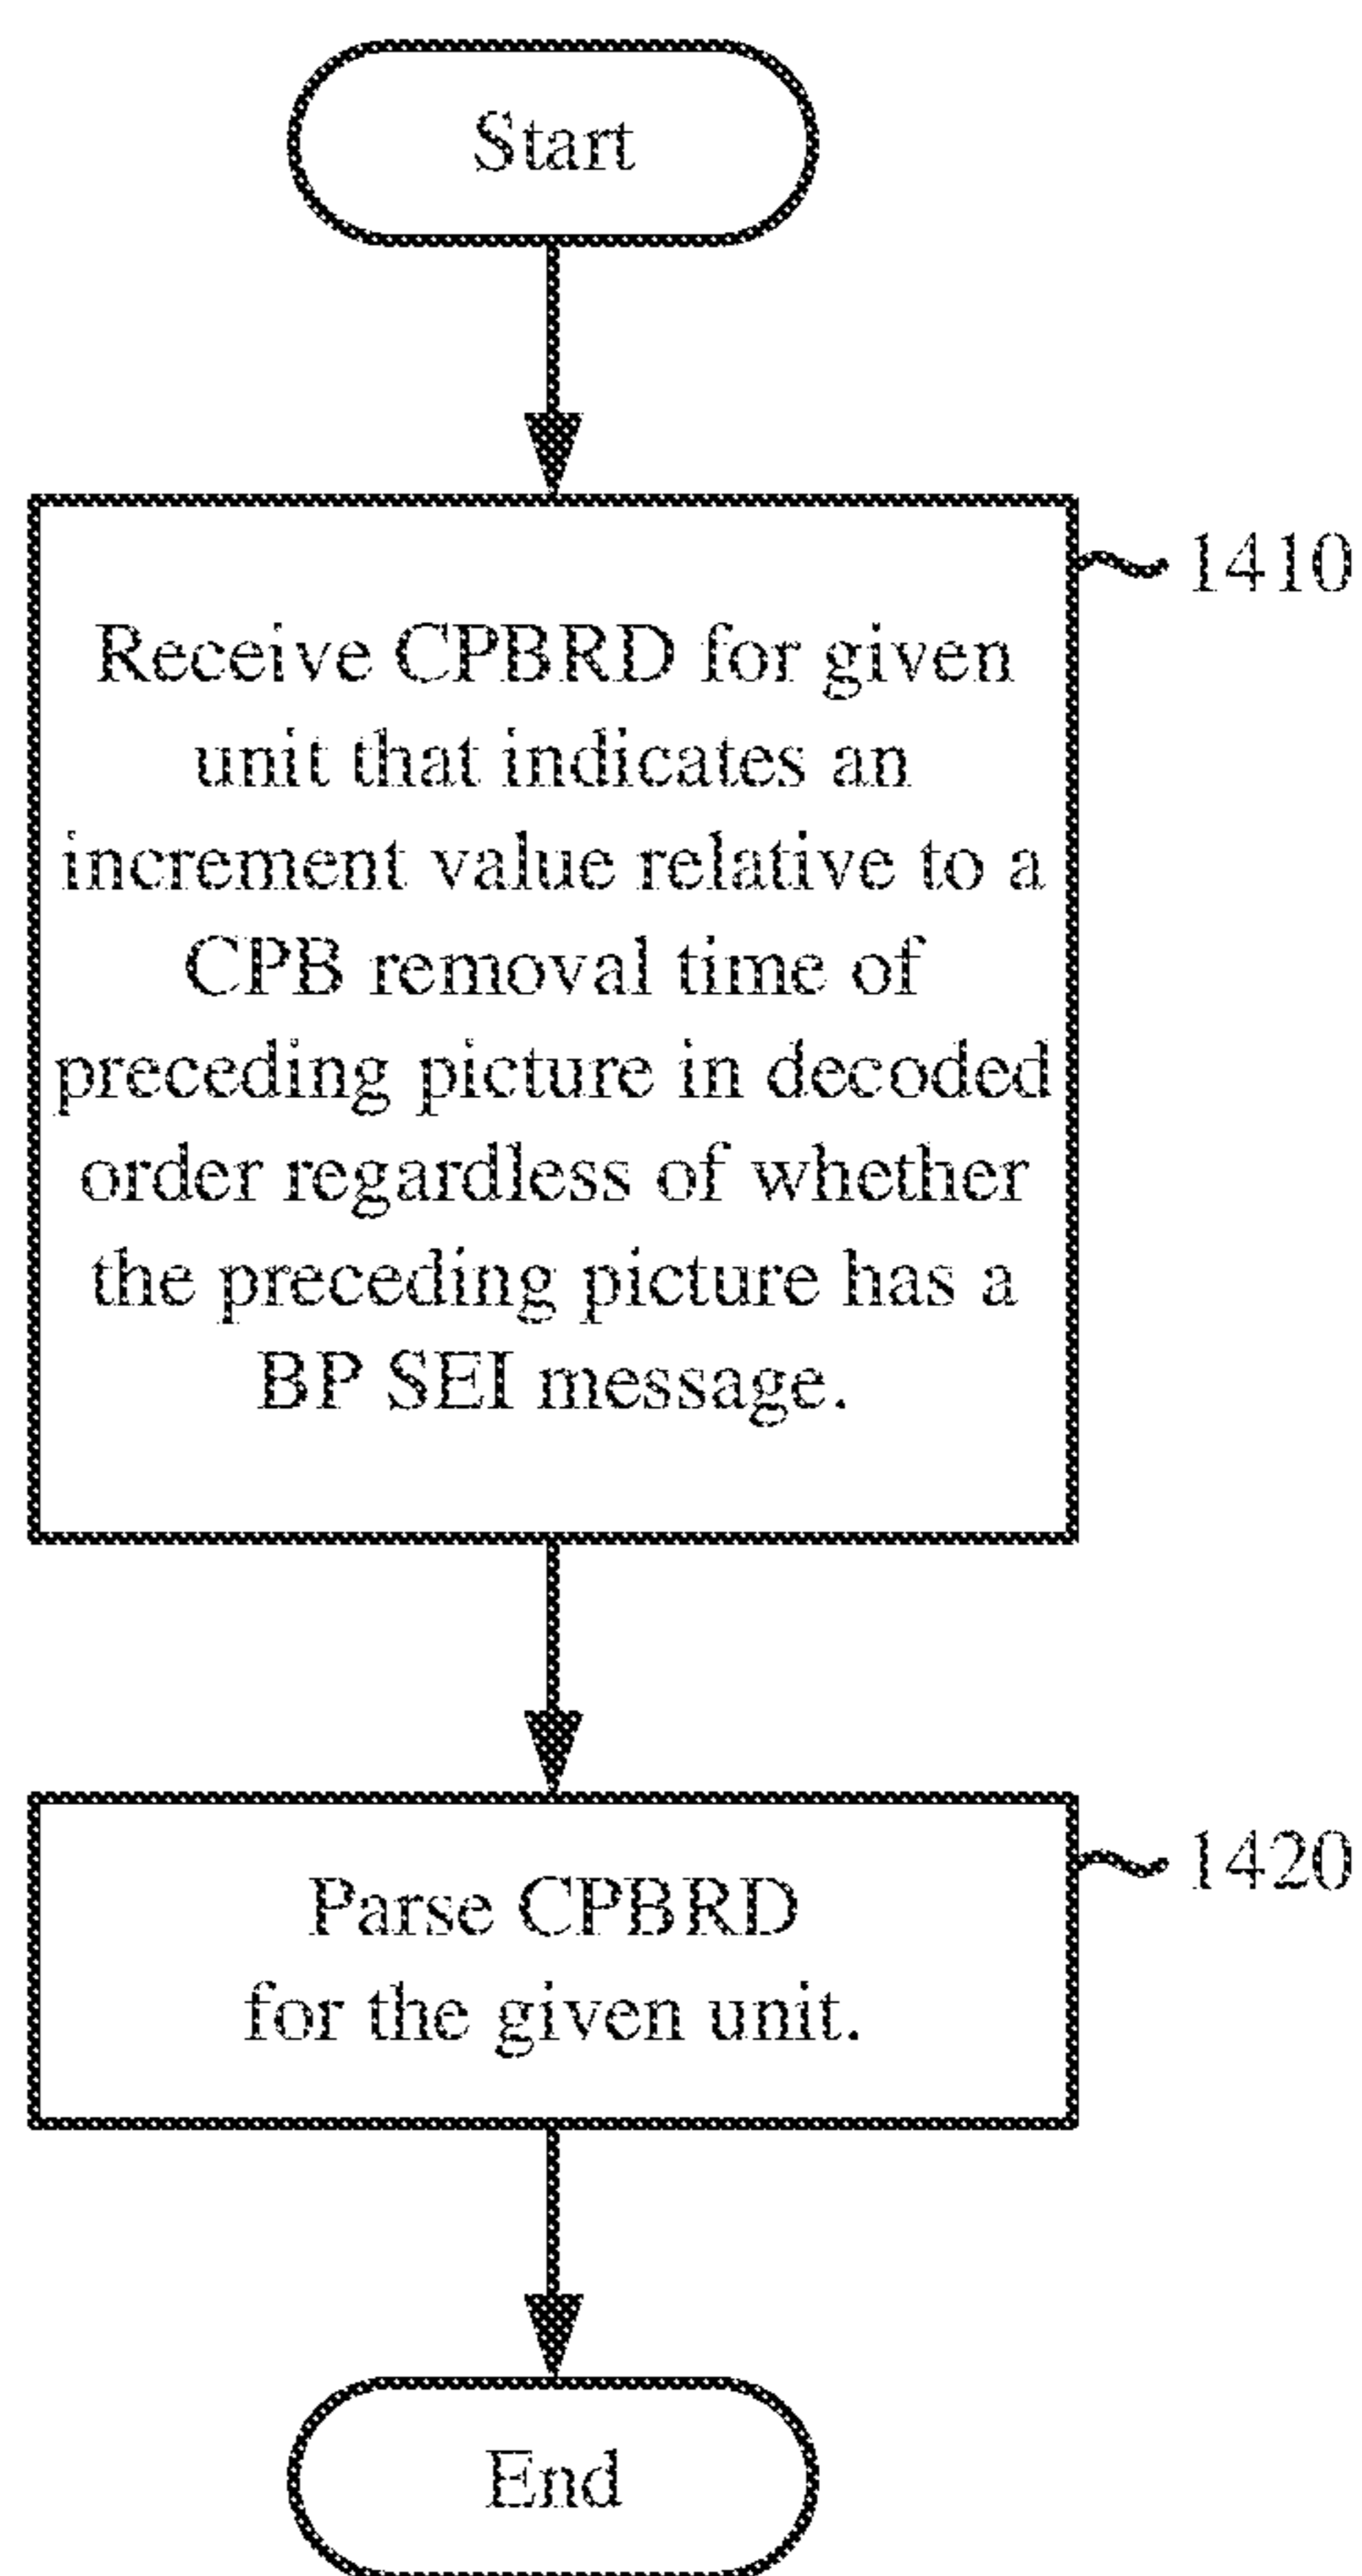 Start
1410
Receive CPBRD for given
unit that indicates an
increment value relative to a
CPB removal time of
preceding picture in decoded
order regardless of whether
the preceding picture has a
BP SEI message.
1420
Parse CPBRD
for the given unit.
End